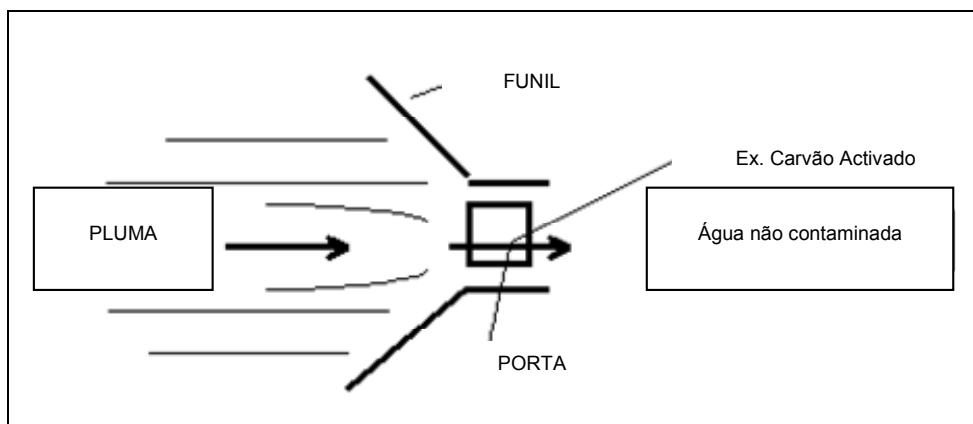 FUNIL
Ex. Carvão Activado
PLUMA
Água não contaminada
PORTA